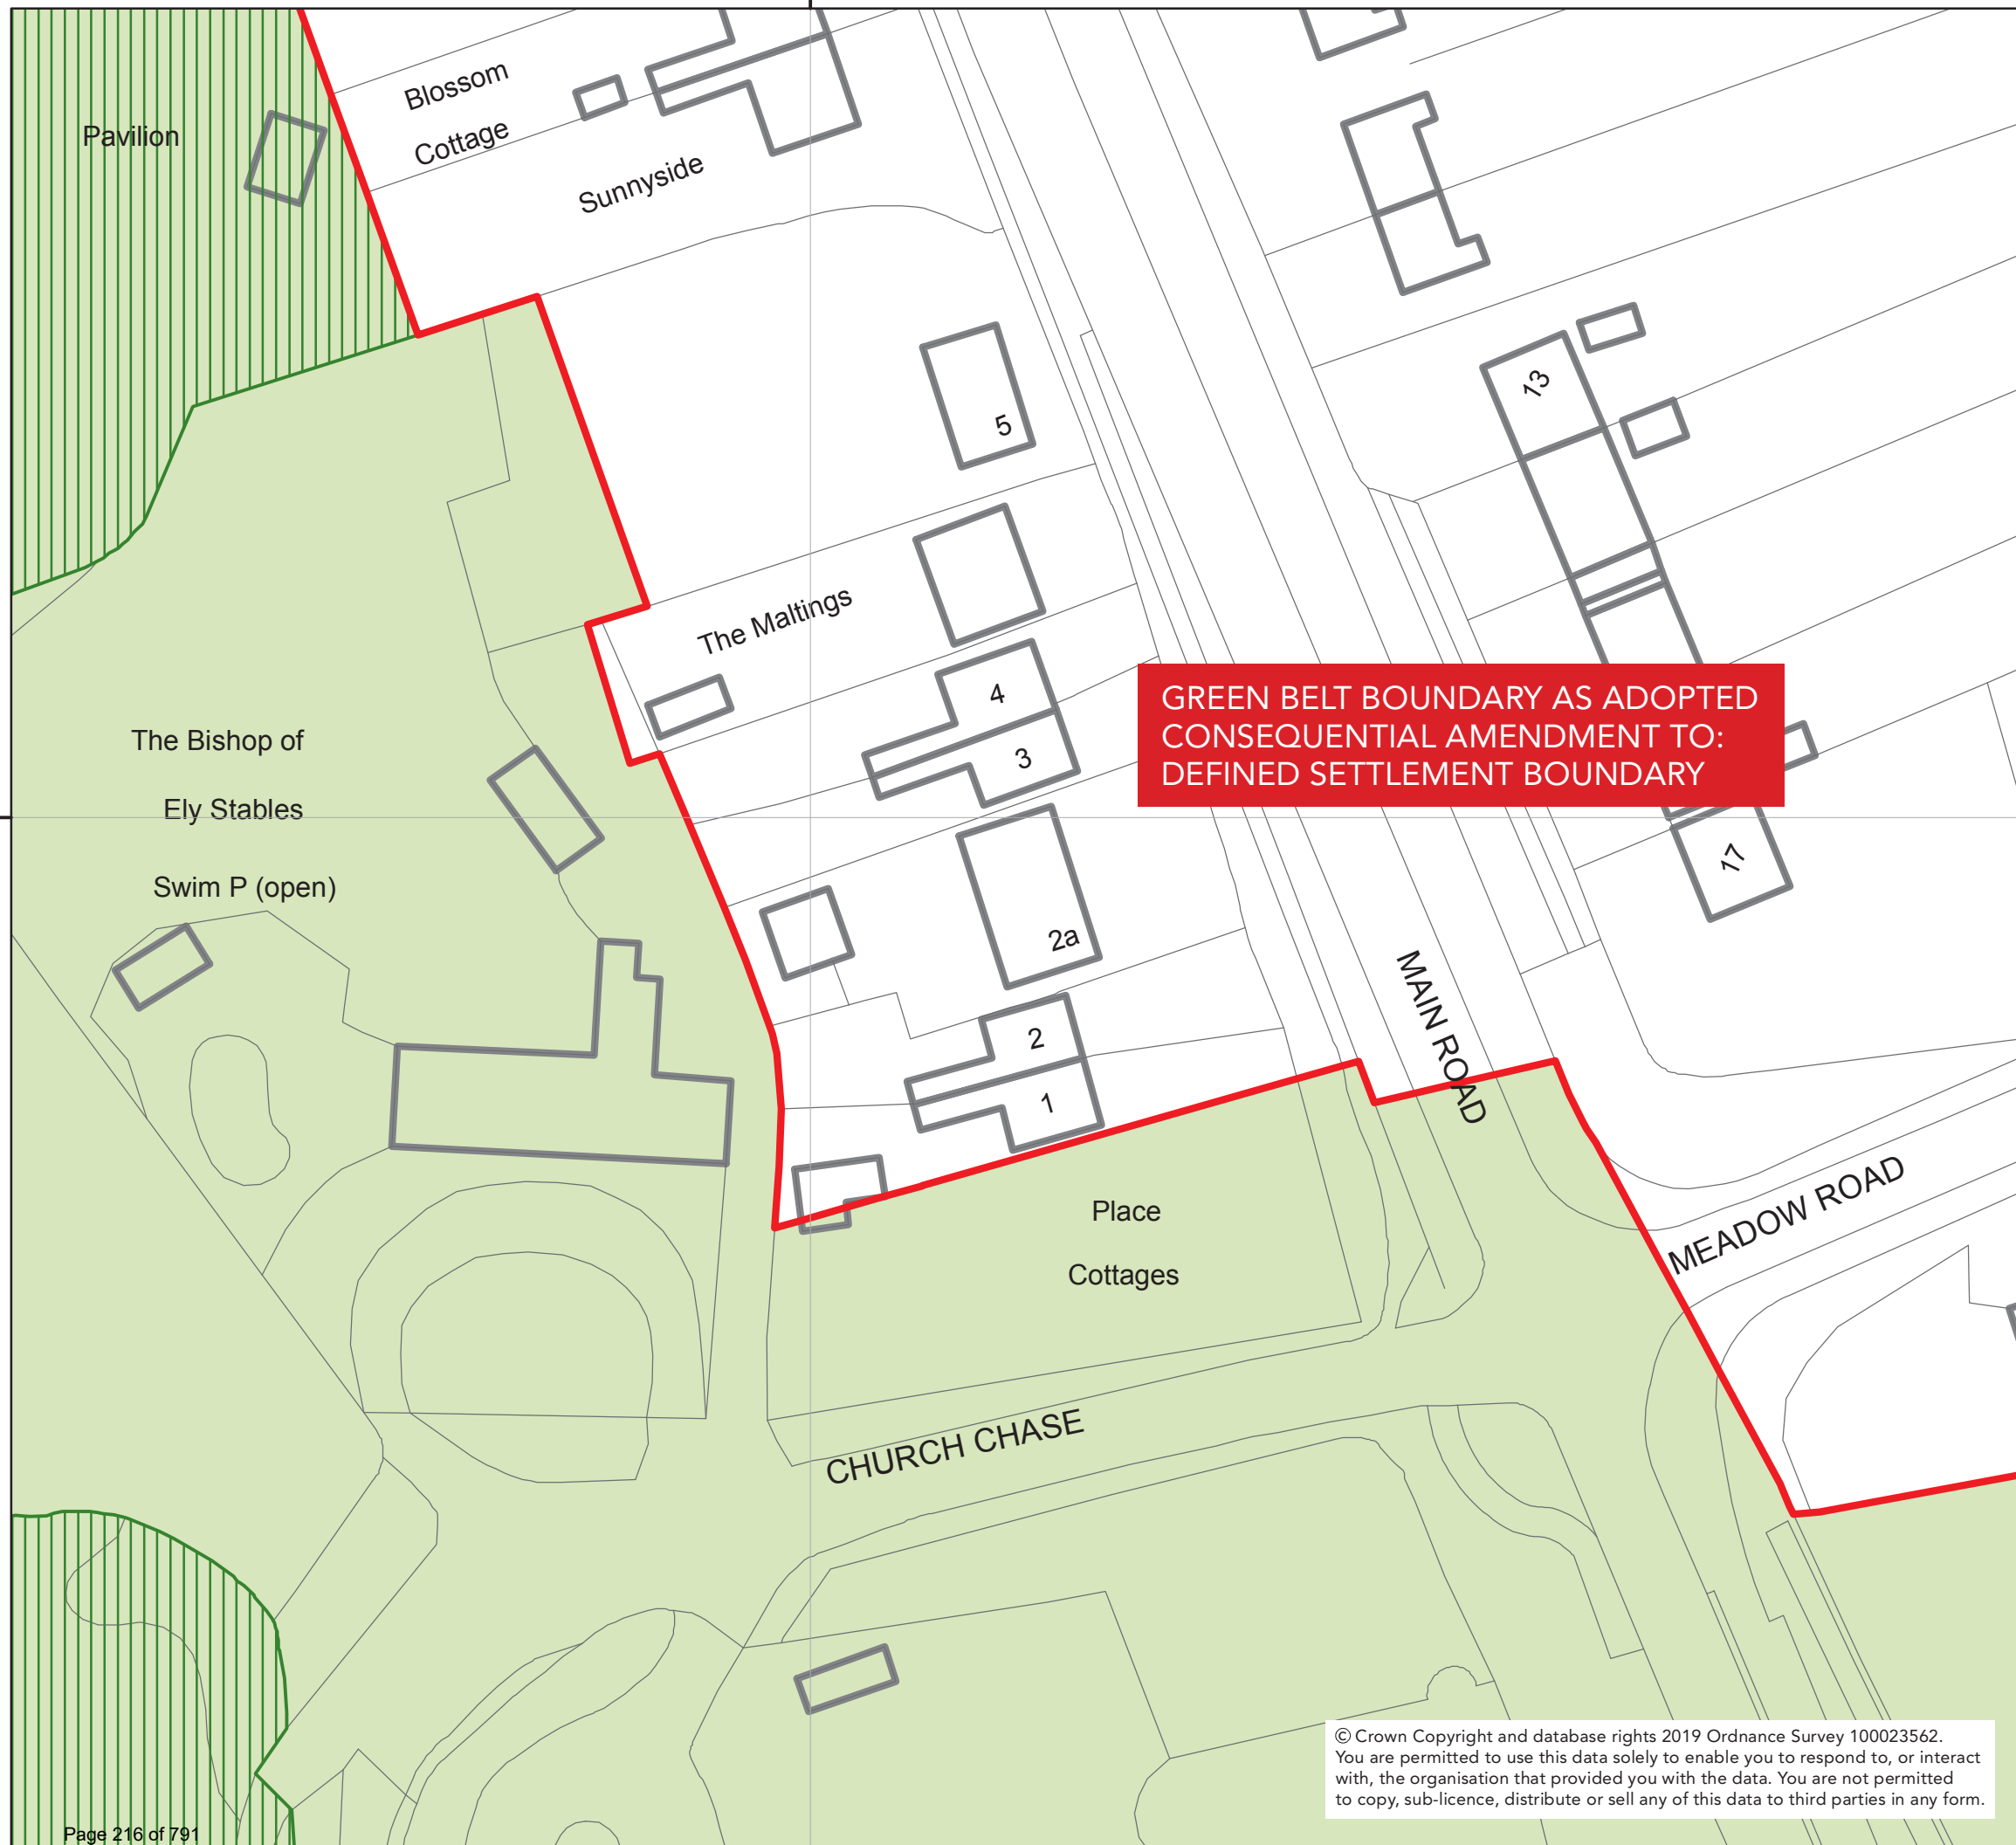 Blossom
Cottage
Pavilion
Sunnyside
13
5
The Maltings
4
GREEN BELT BOUNDARY AS ADOPTED
CONSEQUENTIAL AMENDMENT TO:
DEFINED SETTLEMENT BOUNDARY
3
The Bishop of
Ely Stables
Swim P (open)
17
2a
MAIN ROAD
2
1
Place
Cottages
MEADOW ROAD
CHURCH CHASE
© Crown Copyright and database rights 2019 Ordnance Survey 100023562.
You are permitted to use this data solely to enable you to respond to, or interact
with, the organisation that provided you with the data. You are not permitted
to copy, sub-licence, distribute or sell any of this data to third parties in any form.
Page 216 of 791